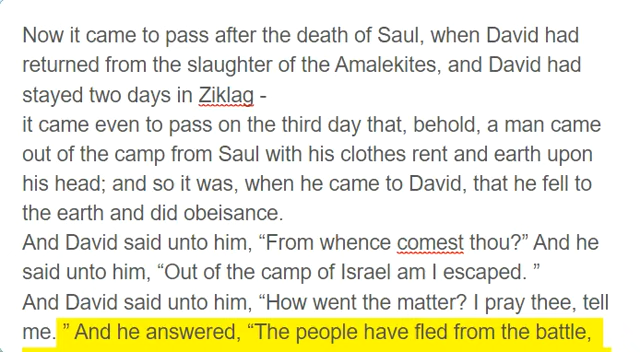 Now it came to pass after the death of Saul, when David had
returned from the slaughter of the Amalekites, and David had
stayed two days in Ziklag -
it came even to pass on the third day that, behold, a man came
out of the camp from Saul with his clothes rent and earth upon
his head; and so it was, when he came to David, that he fell to
the earth and did obeisance.
And David said unto him, “From whence comest thou?” And he
said unto him, “Out of the camp of Israel am I escaped. ”
And David said unto him, “How went the matter? I pray thee, tell
me. ” And he answered, “The people have fled from the battle,